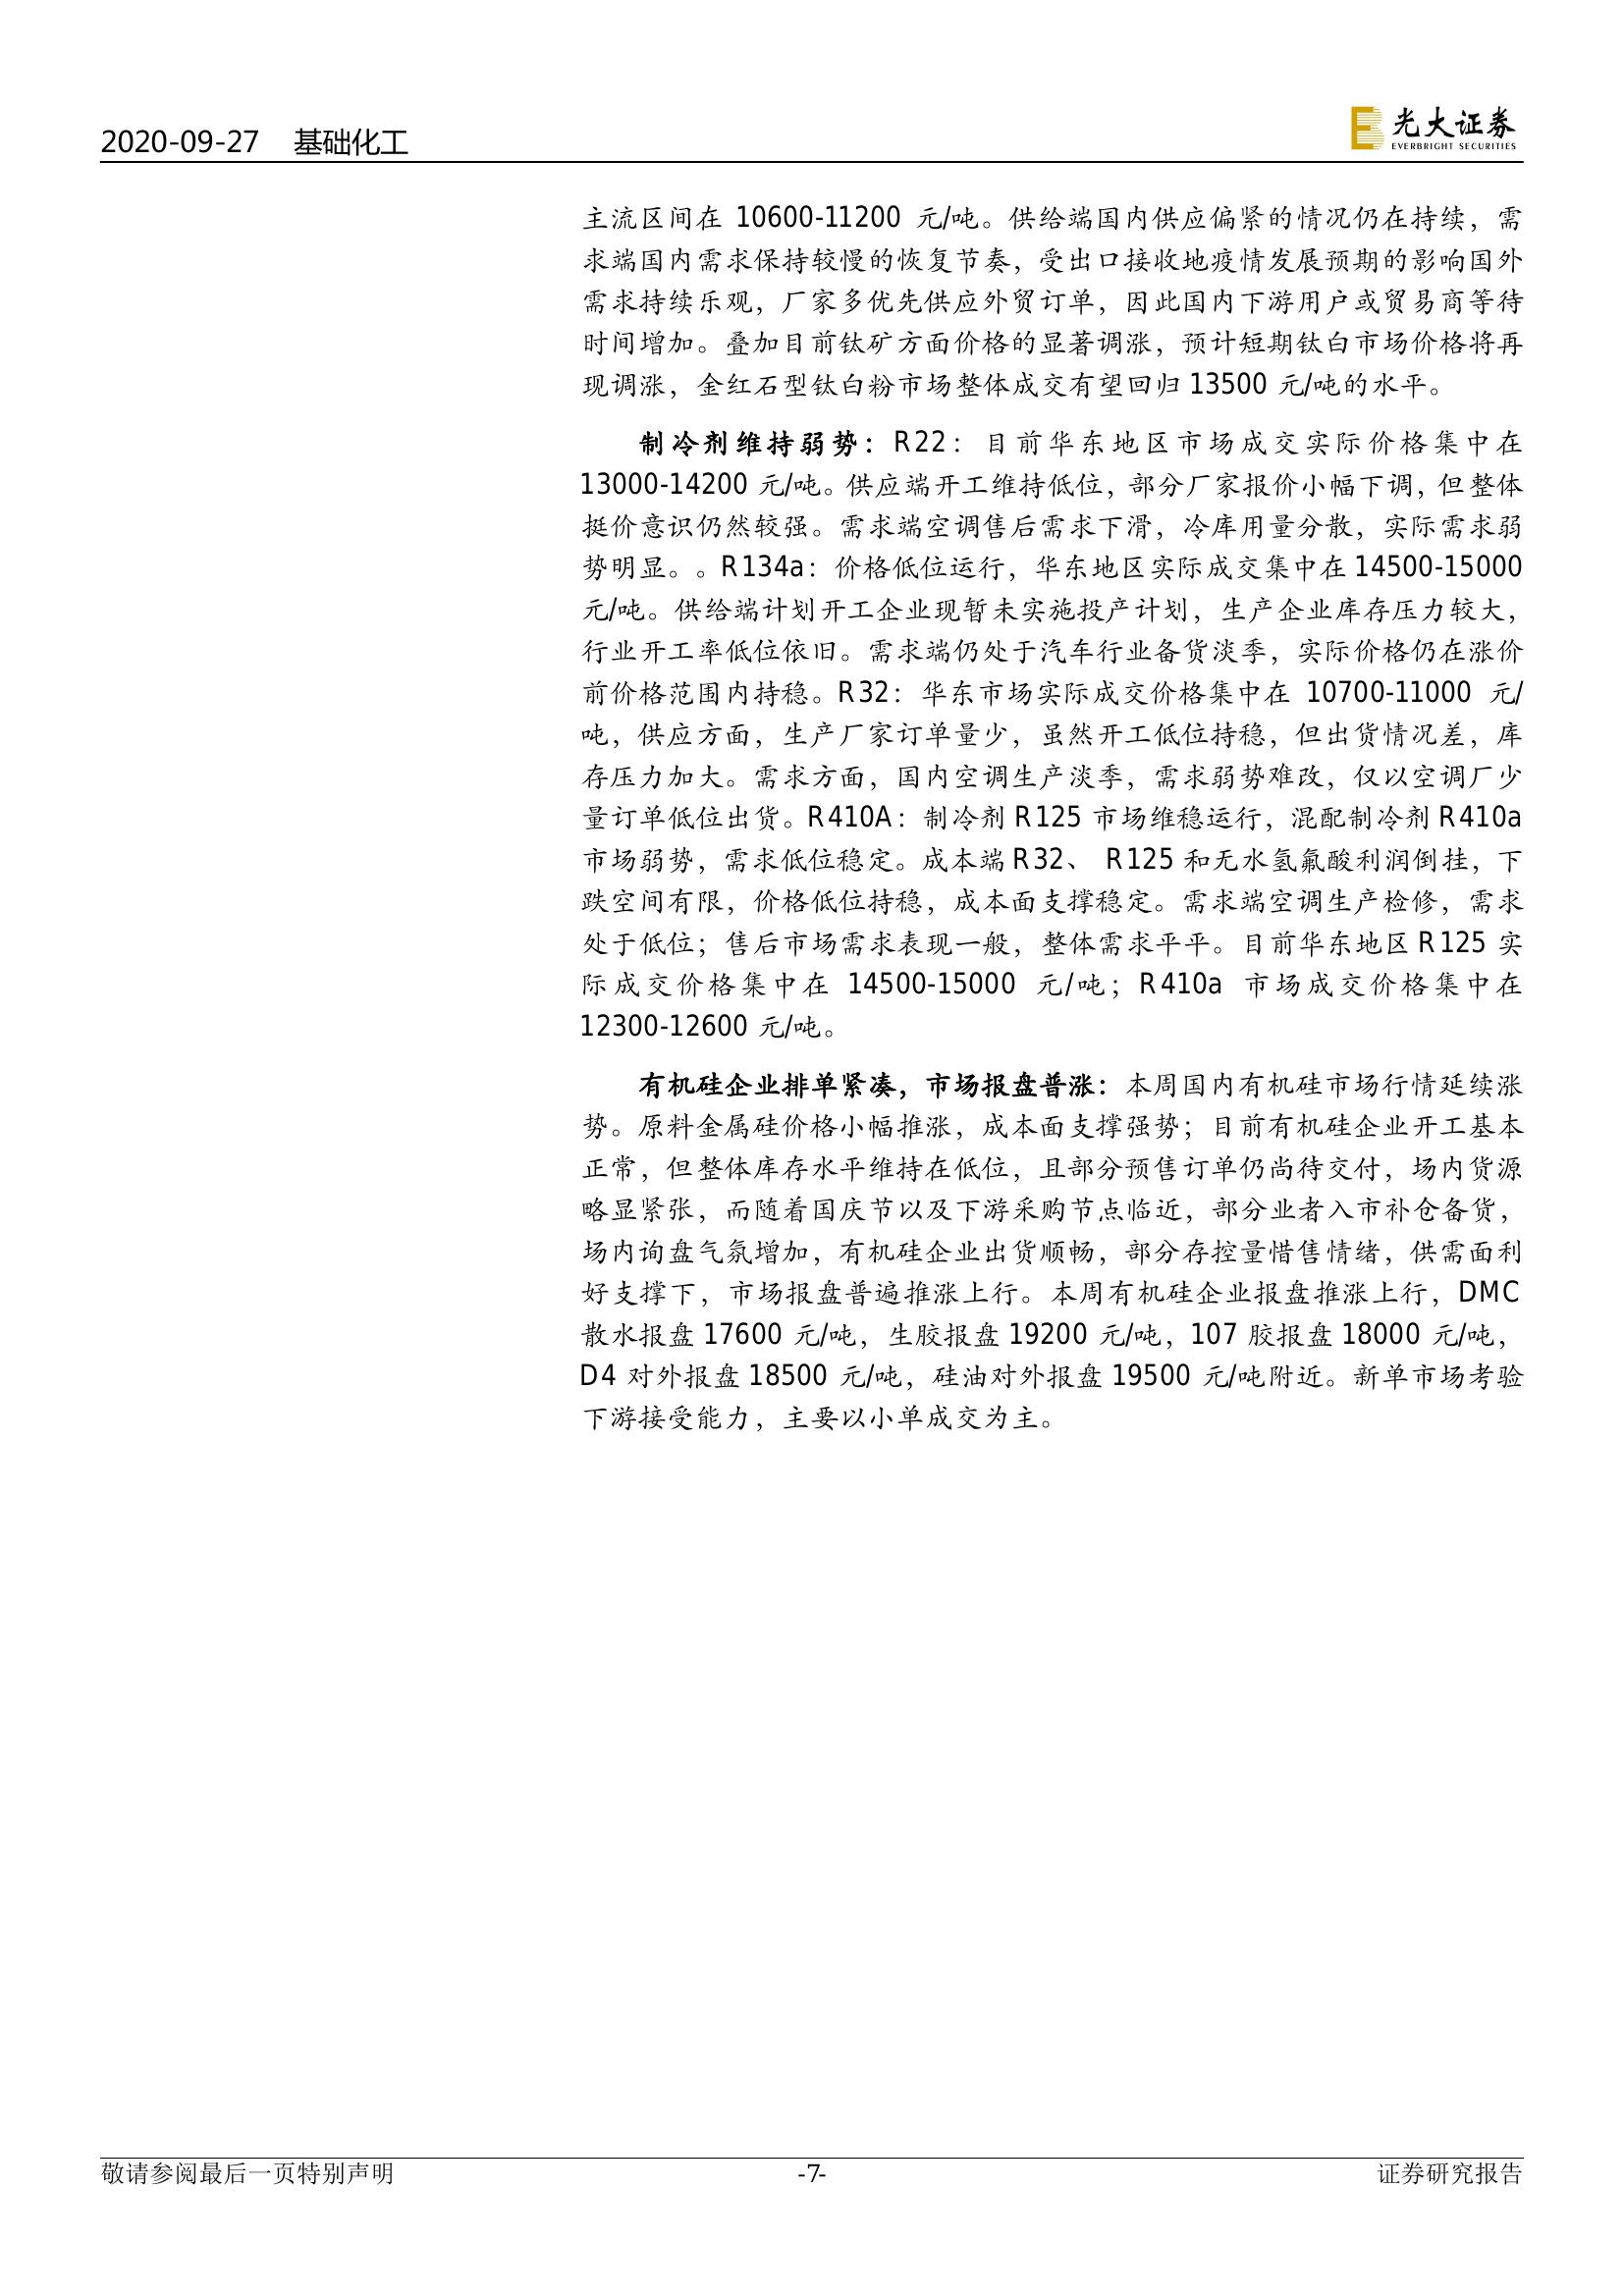 2020-09-27 基础化工
光大证券
EVERBRIGHT SECURITIES
主流区间在 10600-11200 元/吨。供给端国内供应偏紧的情况仍在持续，需
求端国内需求保持较慢的恢复节奏，受出口接收地疫情发展预期的影响国外
需求持续乐观，厂家多优先供应外贸订单，因此国内下游用户或贸易商等待
时间增加。叠加目前钛矿方面价格的显著调涨，预计短期钛白市场价格将再
现调涨，金红石型钛白粉市场整体成交有望回归 13500 元/吨的水平。
制冷剂维持弱势：R22：目前华东地区市场成交实际价格集中在
13000-14200 元/吨。供应端开工维持低位，部分厂家报价小幅下调，但整体
挺价意识仍然较强。需求端空调售后需求下滑，冷库用量分散，实际需求弱
势明显。。R134a：价格低位运行，华东地区实际成交集中在 14500-15000
元/吨。供给端计划开工企业现暂未实施投产计划，生产企业库存压力较大，
行业开工率低位依旧。需求端仍处于汽车行业备货淡季，实际价格仍在涨价
前价格范围内持稳。R32：华东市场实际成交价格集中在 10700-11000 元/
吨，供应方面，生产厂家订单量少，虽然开工低位持稳，但出货情况差，库
存压力加大。需求方面，国内空调生产淡季，需求弱势难改，仅以空调厂少
量订单低位出货。R410A：制冷剂 R125 市场维稳运行，混配制冷剂 R410a
市场弱势，需求低位稳定。成本端 R32、 R125 和无水氢氟酸利润倒挂，下
跌空间有限，价格低位持稳，成本面支撑稳定。需求端空调生产检修，需求
处于低位；售后市场需求表现一般，整体需求平平。目前华东地区 R125 实
际成交价格集中在 14500-15000 元/吨；R410a 市场成交价格集中在
12300-12600 元/吨。
有机硅企业排单紧凑，市场报盘普涨：本周国内有机硅市场行情延续涨
势。原料金属硅价格小幅推涨，成本面支撑强势；目前有机硅企业开工基本
正常，但整体库存水平维持在低位，且部分预售订单仍尚待交付，场内货源
略显紧张，而随着国庆节以及下游采购节点临近，部分业者入市补仓备货，
场内询盘气氛增加，有机硅企业出货顺畅，部分存控量惜售情绪，供需面利
好支撑下，市场报盘普遍推涨上行。本周有机硅企业报盘推涨上行，DMC
散水报盘 17600 元/吨，生胶报盘 19200 元/吨，107 胶报盘 18000 元/吨，
D4 对外报盘 18500 元/吨，硅油对外报盘 19500 元/吨附近。新单市场考验
下游接受能力，主要以小单成交为主。
敬请参阅最后一页特别声明
-7-
证券研究报告